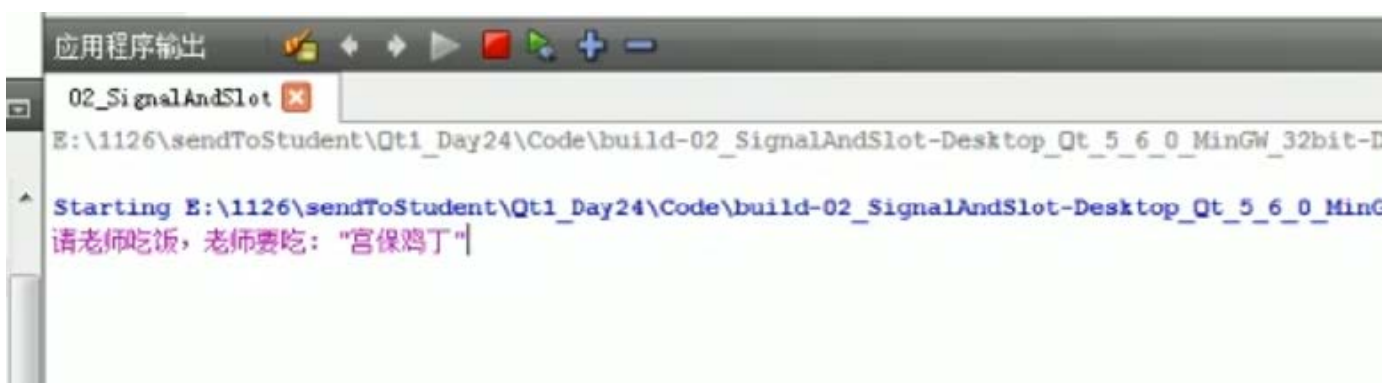 应用程序输出
02_SignalAndSlot
E:\1126\sendToStudent\Qt1_Day24\Code\build-02_SignalAndSlot-Desktop_Qt_5_6_0_MinGW_32bit-D
Starting E:\1126\sendToStudent\Qt1_Day24\Code\build-02_SignalAndSlot-Desktop_Qt_5_6_0_MinG
请老师吃饭，老师要吃： "宫保鸡丁"